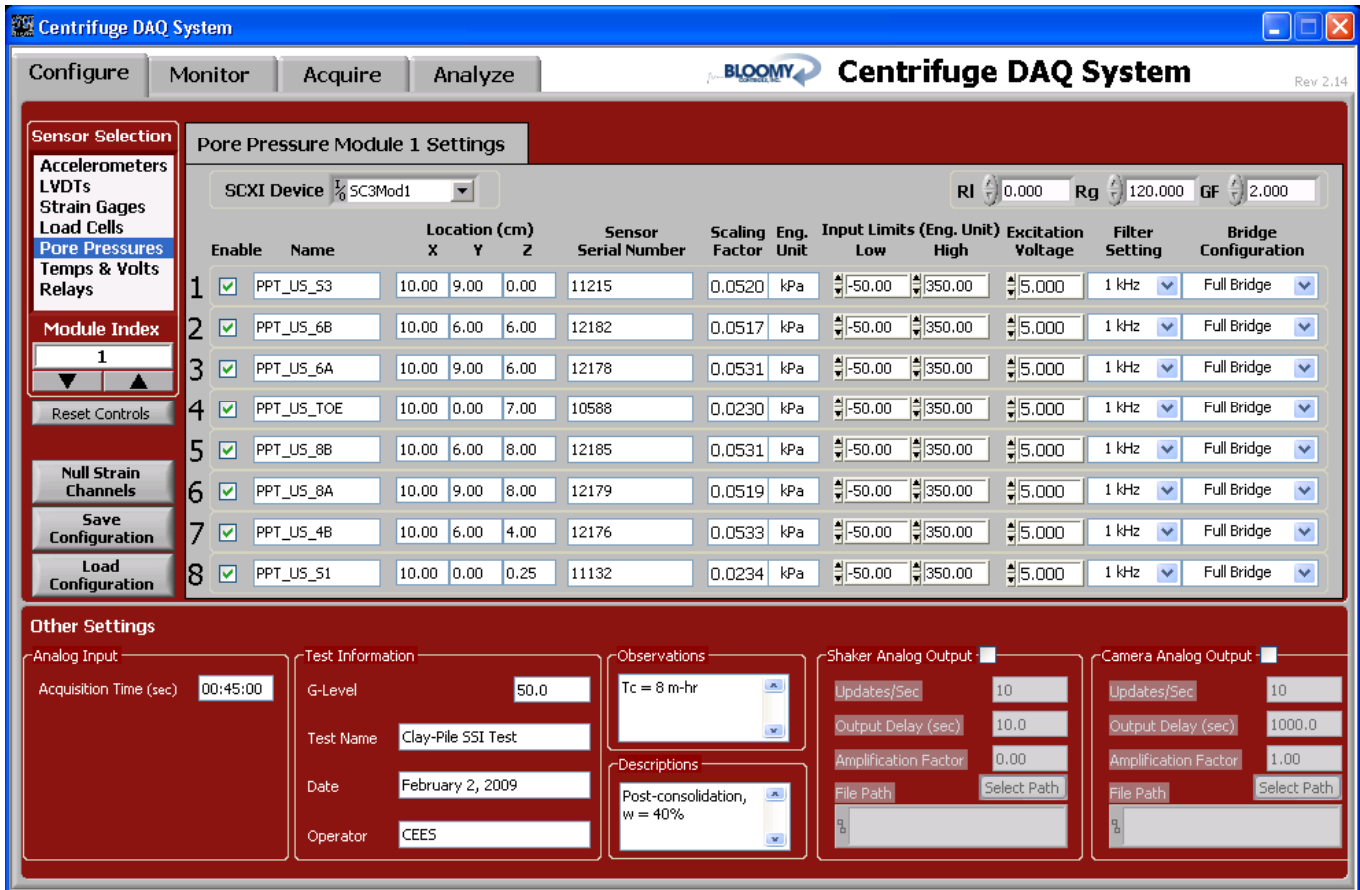 Centrifuge DAQ System
Configure Monitor Acquire Analyze BLOOMY Centrifuge DAQ System Rev 2.14
Sensor Selection
Accelerometers
LVDTs
Strain Gages
Load Cells
Pore Pressures
Temps & Volts
Relays
Module Index
1
Reset Controls
Null Strain
Channels
Save
Configuration
Load
Configuration
Pore Pressure Module 1 Settings
SCXI Device SC3Mod1 Rl 0.000 Rg 120.000 GF 2.000
Location (cm) Sensor Scaling Eng. Input Limits (Eng. Unit) Excitation Filter Bridge
Enable Name X Y Z Serial Number Factor Unit Low High Voltage Setting Configuration
1 PPT_US_S3 10.00 9.00 0.00 11215 0.0520 kPa -50.00 350.00 5.000 1 kHz Full Bridge
2 PPT_US_6B 10.00 6.00 6.00 12182 0.0517 kPa -50.00 350.00 5.000 1 kHz Full Bridge
3 PPT_US_6A 10.00 9.00 6.00 12178 0.0531 kPa -50.00 350.00 5.000 1 kHz Full Bridge
4 PPT_US_TOE 10.00 0.00 7.00 10588 0.0230 kPa -50.00 350.00 5.000 1 kHz Full Bridge
5 PPT_US_8B 10.00 6.00 8.00 12185 0.0531 kPa -50.00 350.00 5.000 1 kHz Full Bridge
6 PPT_US_8A 10.00 9.00 8.00 12179 0.0519 kPa -50.00 350.00 5.000 1 kHz Full Bridge
7 PPT_US_4B 10.00 6.00 4.00 12176 0.0533 kPa -50.00 350.00 5.000 1 kHz Full Bridge
8 PPT_US_S1 10.00 0.00 0.25 11132 0.0234 kPa -50.00 350.00 5.000 1 kHz Full Bridge
Other Settings
Analog Input
Acquisition Time (sec) 00:45:00
Test Information
G-Level 50.0
Test Name Clay-Pile SSI Test
Date February 2, 2009
Operator CEES
Observations
Tc = 8 m-hr
Descriptions
Post-consolidation,
w = 40%
Shaker Analog Output
Updates/Sec 10
Output Delay (sec) 10.0
Amplification Factor 0.00
File Path Select Path
Camera Analog Output
Updates/Sec 10
Output Delay (sec) 1000.0
Amplification Factor 1.00
File Path Select Path